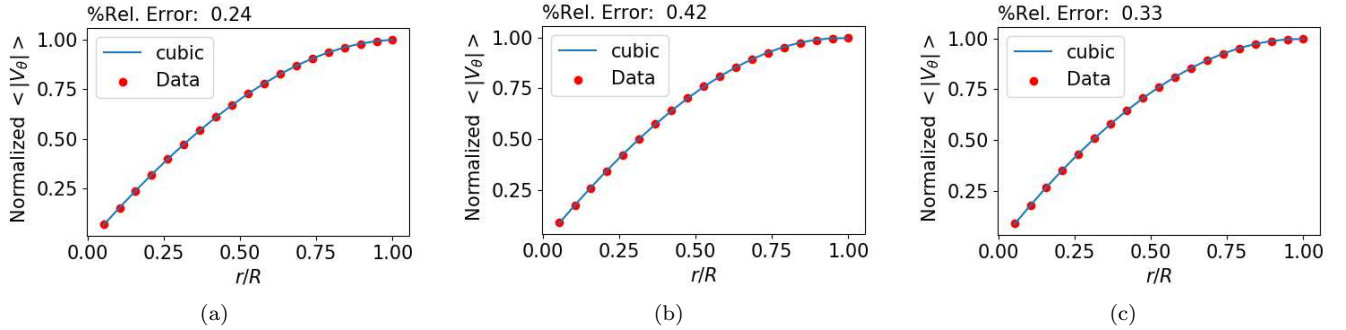 %Rel. Error: 0.24
1.00
0.75
0.50
0.25
Normalized < |V_θ| >
cubic
Data
0.00 0.25 0.50 0.75 1.00
r/R
(a)
%Rel. Error: 0.42
1.00
0.75
0.50
0.25
Normalized < |V_θ| >
cubic
Data
0.00 0.25 0.50 0.75 1.00
r/R
(b)
%Rel. Error: 0.33
1.00
0.75
0.50
0.25
Normalized < |V_θ| >
cubic
Data
0.00 0.25 0.50 0.75 1.00
r/R
(c)